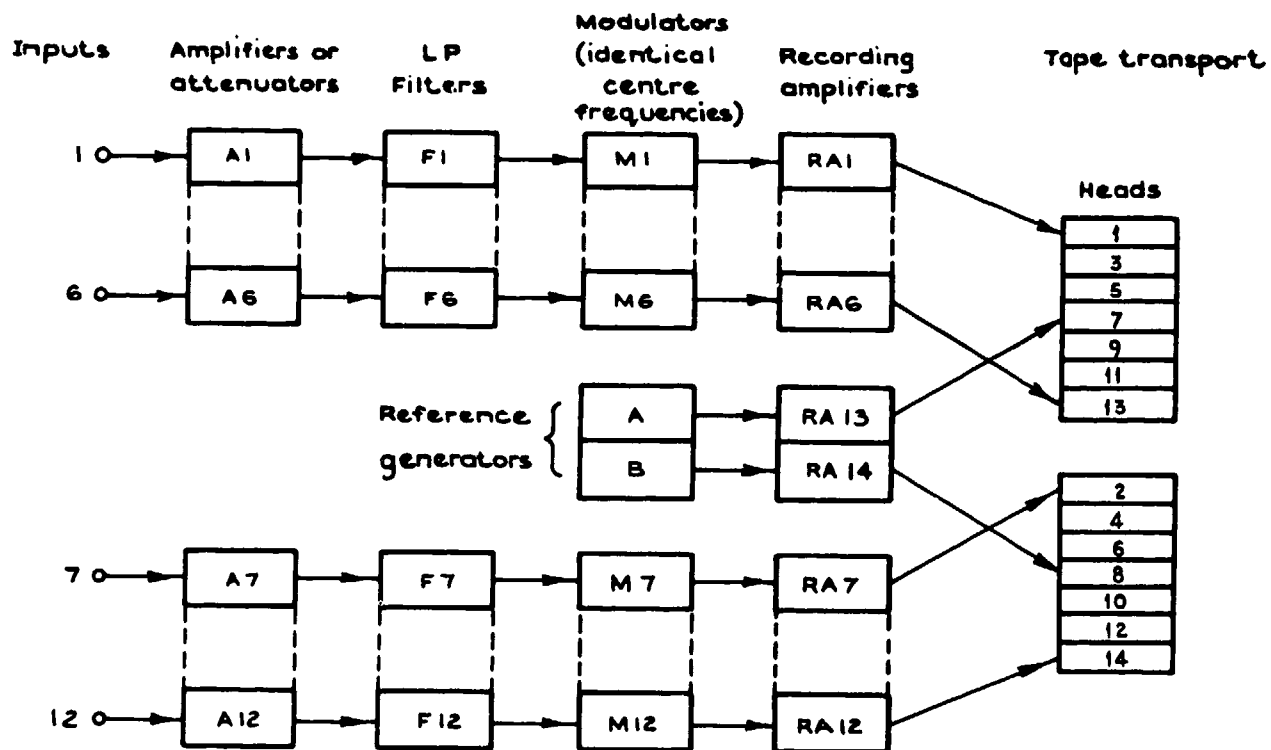 Inputs
Amplifiers or
attenuators
LP
Filters
Modulators
(identical
centre
frequencies)
Recording
amplifiers
Tape transport
1
A1
F1
M1
RA1
6
A6
F6
M6
RA6
Heads
1
3
5
7
9
11
13
Reference
generators
A
RA 13
B
RA 14
2
4
6
8
10
12
14
7
A7
F7
M7
RA7
12
A12
F12
M12
RA12